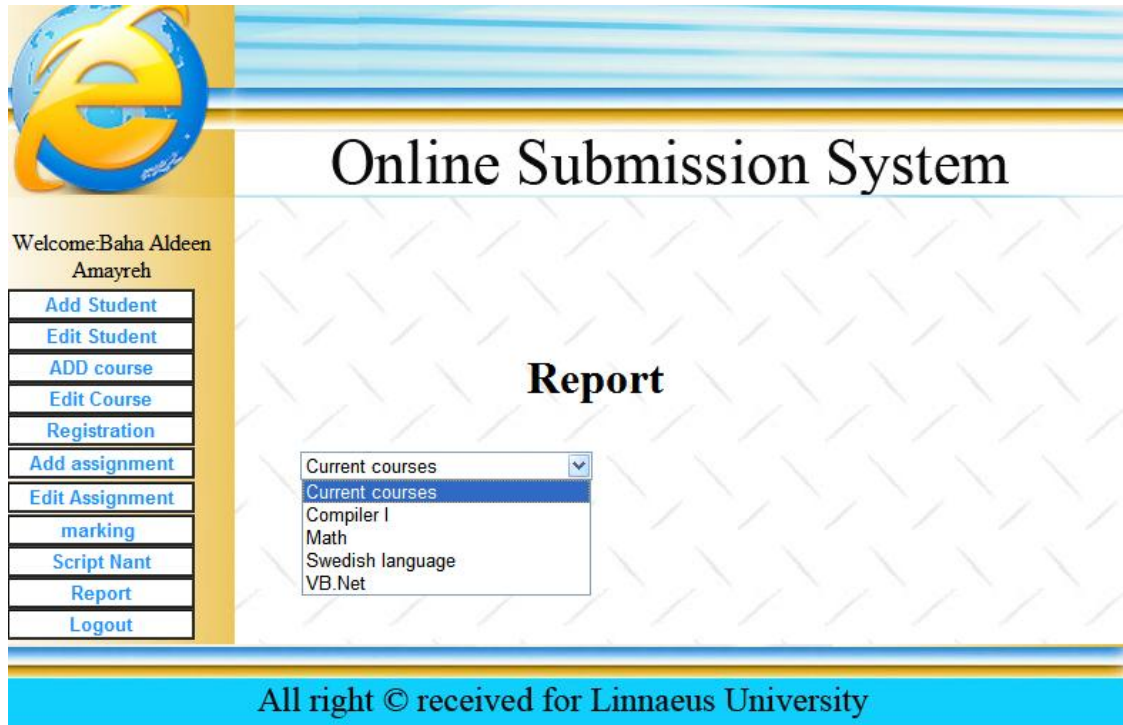 Online Submission System
Welcome:Baha Aldeen
Amayreh
Add Student
Edit Student
ADD course
Edit Course
Registration
Add assignment
Edit Assignment
marking
Script Nant
Report
Logout
Report
Current courses
Current courses
Compiler I
Math
Swedish language
VB.Net
All right © received for Linnaeus University